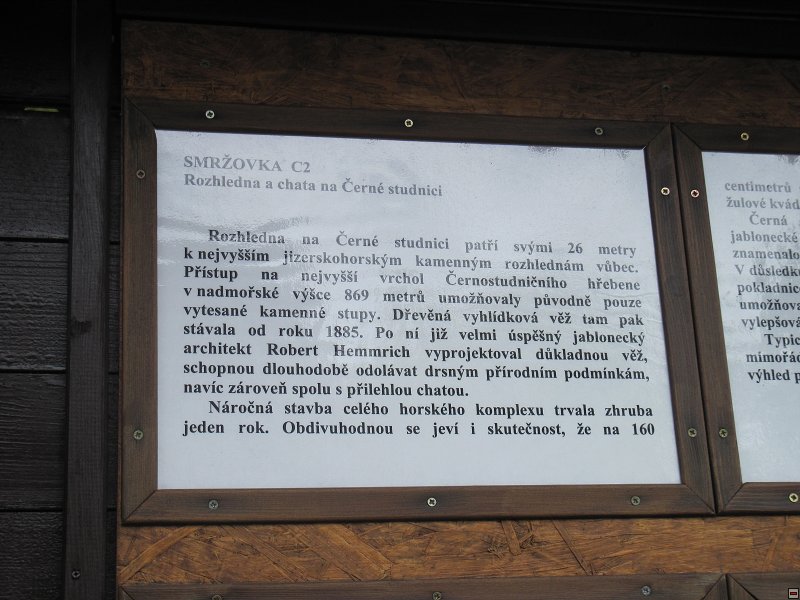 SMRŽOVKA C2
Rozhledna a chata na Černé studnici
Rozhledna na Černé studnici patří svými 26 metry
k nejvyšším jizerskohorským kamenným rozhlednám vůbec.
Přístup na nejvyšší vrchol Černostudničního hřebene
v nadmořské výšce 869 metrů umožňovaly původně pouze
vytesané kamenné stupy. Dřevěná vyhlídková věž tam pak
stávala od roku 1885. Po ní již velmi úspěšný jablonecký
architekt Robert Hemmrich vyprojektoval důkladnou věž,
schopnou dlouhodobě odolávat drsným přírodním podmínkám,
navíc zároveň spolu s přilehlou chatou.
Náročná stavba celého horského komplexu trvala zhruba
jeden rok. Obdivuhodnou se jeví i skutečnost, že na 160
centimetrů
žulové kvád
Černá
jablonecké
znamenalo
V důsledk
pokladnic
umožňova
vylepšová
Typic
mimořád
výhled p